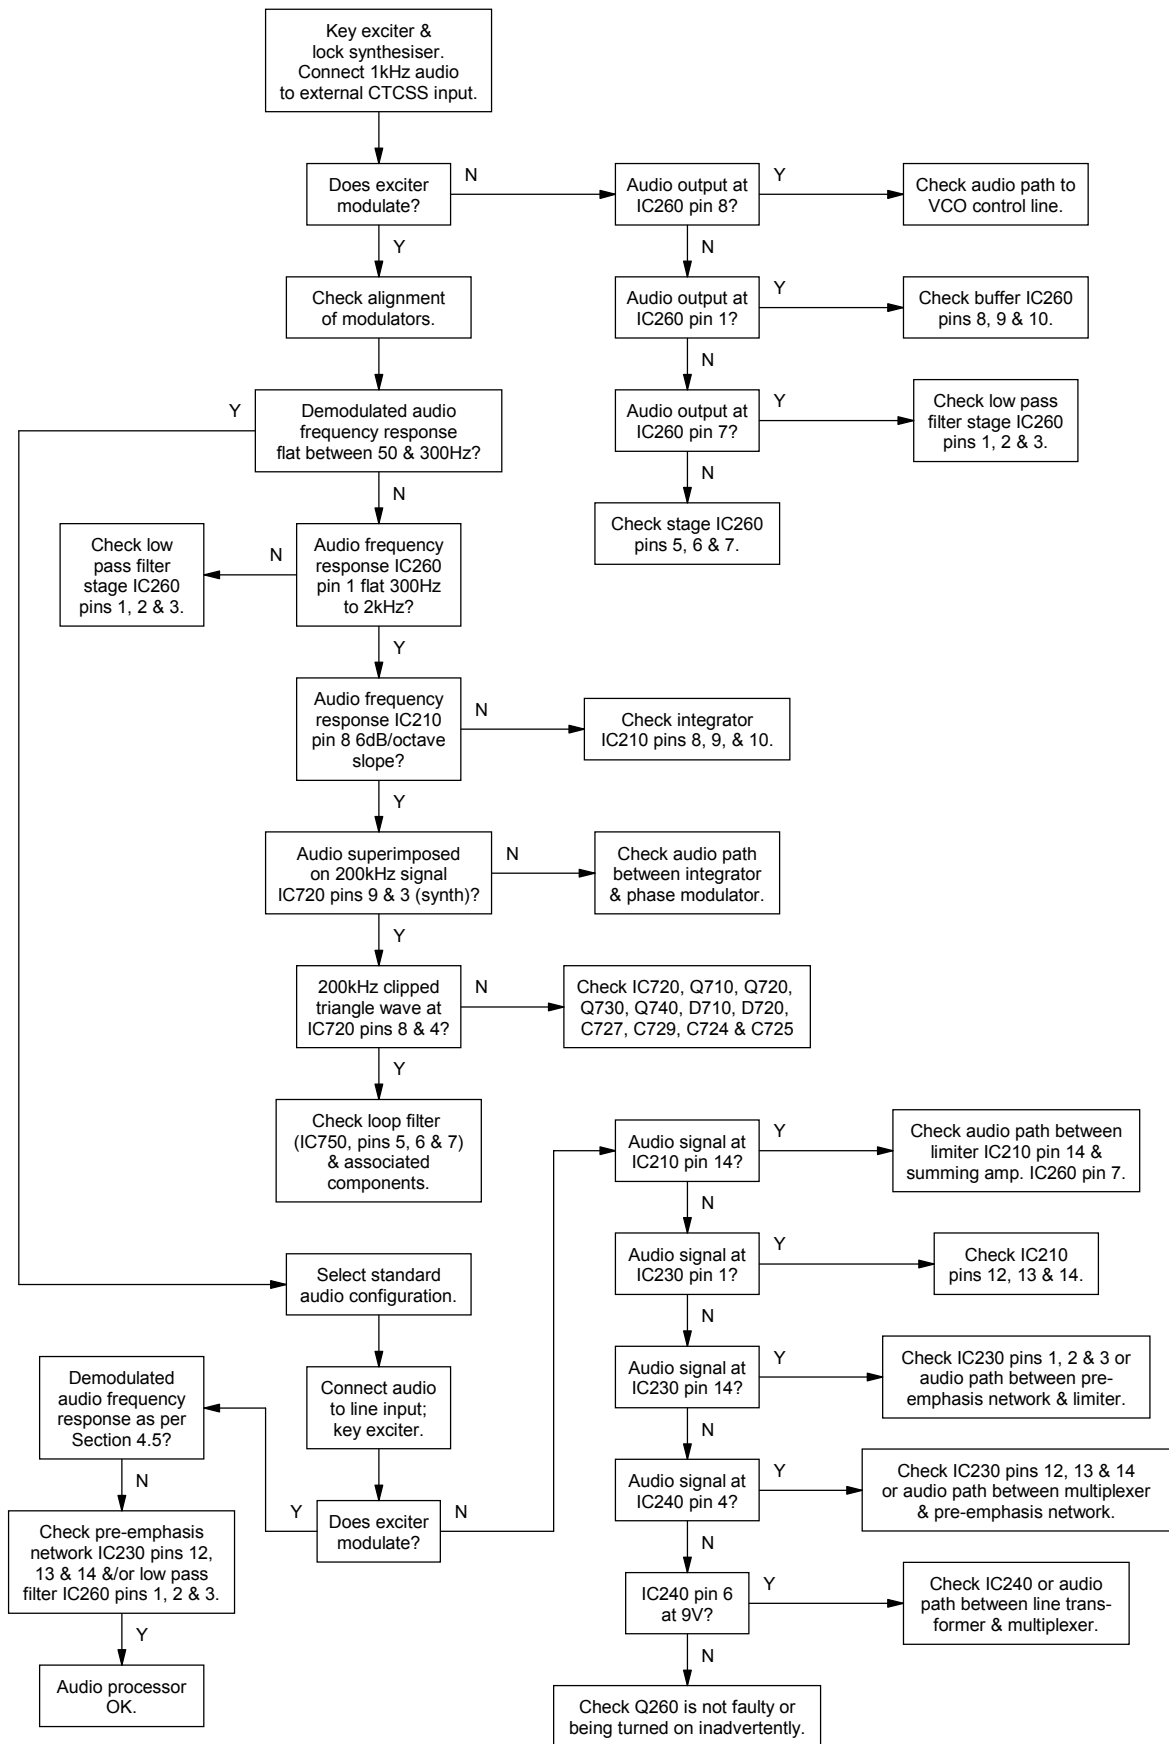 Key exciter &
lock synthesiser.
Connect 1kHz audio
to external CTCSS input.
Does exciter
modulate?
N
Audio output at
IC260 pin 8?
Y
Check audio path to
VCO control line.
Y
N
Check alignment
of modulators.
Audio output at
IC260 pin 1?
Y
Check buffer IC260
pins 8, 9 & 10.
N
Y
Demodulated audio
frequency response
flat between 50 & 300Hz?
Audio output at
IC260 pin 7?
Y
Check low pass
filter stage IC260
pins 1, 2 & 3.
N
N
Check stage IC260
pins 5, 6 & 7.
Check low
pass filter
stage IC260
pins 1, 2 & 3.
N
Audio frequency
response IC260
pin 1 flat 300Hz
to 2kHz?
Y
Audio frequency
response IC210
pin 8 6dB/octave
slope?
N
Check integrator
IC210 pins 8, 9, & 10.
Y
Audio superimposed
on 200kHz signal
IC720 pins 9 & 3 (synth)?
N
Check audio path
between integrator
& phase modulator.
Y
200kHz clipped
triangle wave at
IC720 pins 8 & 4?
N
Check IC720, Q710, Q720,
Q730, Q740, D710, D720,
C727, C729, C724 & C725
Y
Check loop filter
(IC750, pins 5, 6 & 7)
& associated
components.
Audio signal at
IC210 pin 14?
Y
Check audio path between
limiter IC210 pin 14 &
summing amp. IC260 pin 7.
N
Select standard
audio configuration.
Audio signal at
IC230 pin 1?
Y
Check IC210
pins 12, 13 & 14.
N
Demodulated
audio frequency
response as per
Section 4.5?
Connect audio
to line input;
key exciter.
Audio signal at
IC230 pin 14?
Y
Check IC230 pins 1, 2 & 3 or
audio path between pre-
emphasis network & limiter.
N
N
Audio signal at
IC240 pin 4?
Y
Check IC230 pins 12, 13 & 14
or audio path between multiplexer
& pre-emphasis network.
Y
Does exciter
modulate?
N
Check pre-emphasis
network IC230 pins 12,
13 & 14 &/or low pass
filter IC260 pins 1, 2 & 3.
N
IC240 pin 6
at 9V?
Y
Check IC240 or audio
path between line trans-
former & multiplexer.
Y
N
Audio processor
OK.
Check Q260 is not faulty or
being turned on inadvertently.